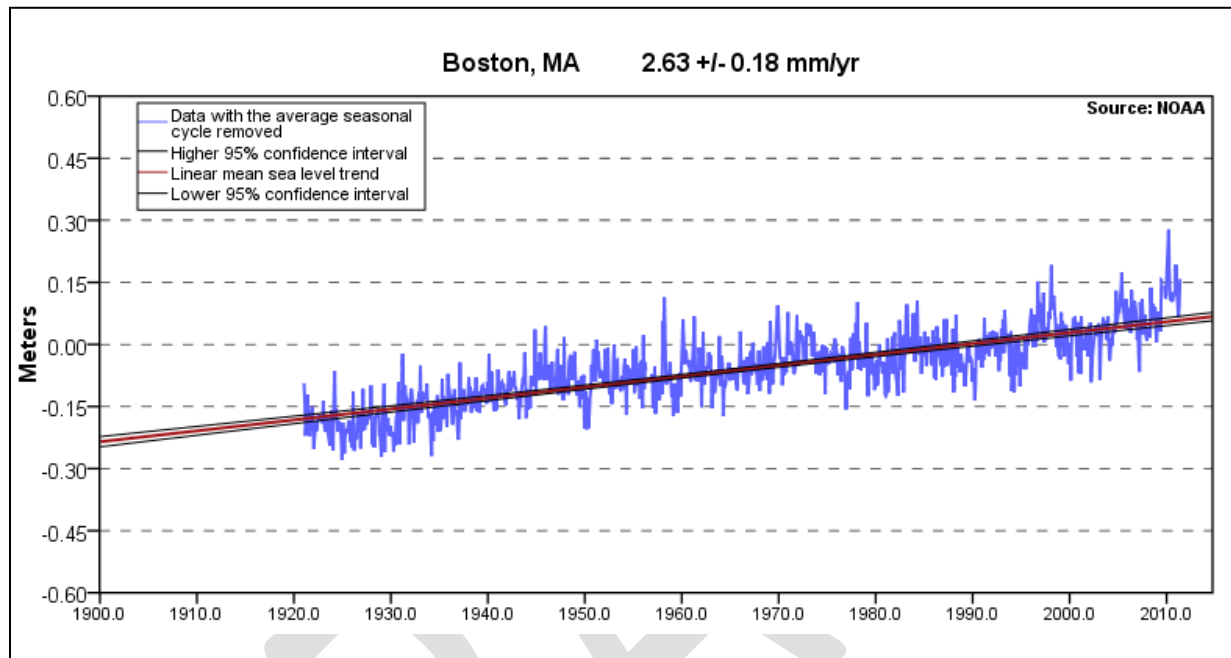 Boston, MA 2.63 +/- 0.18 mm/yr
Source: NOAA
Data with the average seasonal
cycle removed
Higher 95% confidence interval
Linear mean sea level trend
Lower 95% confidence interval
Meters
0.60
0.45
0.30
0.15
0.00
-0.15
-0.30
-0.45
-0.60
1900.0 1910.0 1920.0 1930.0 1940.0 1950.0 1960.0 1970.0 1980.0 1990.0 2000.0 2010.0